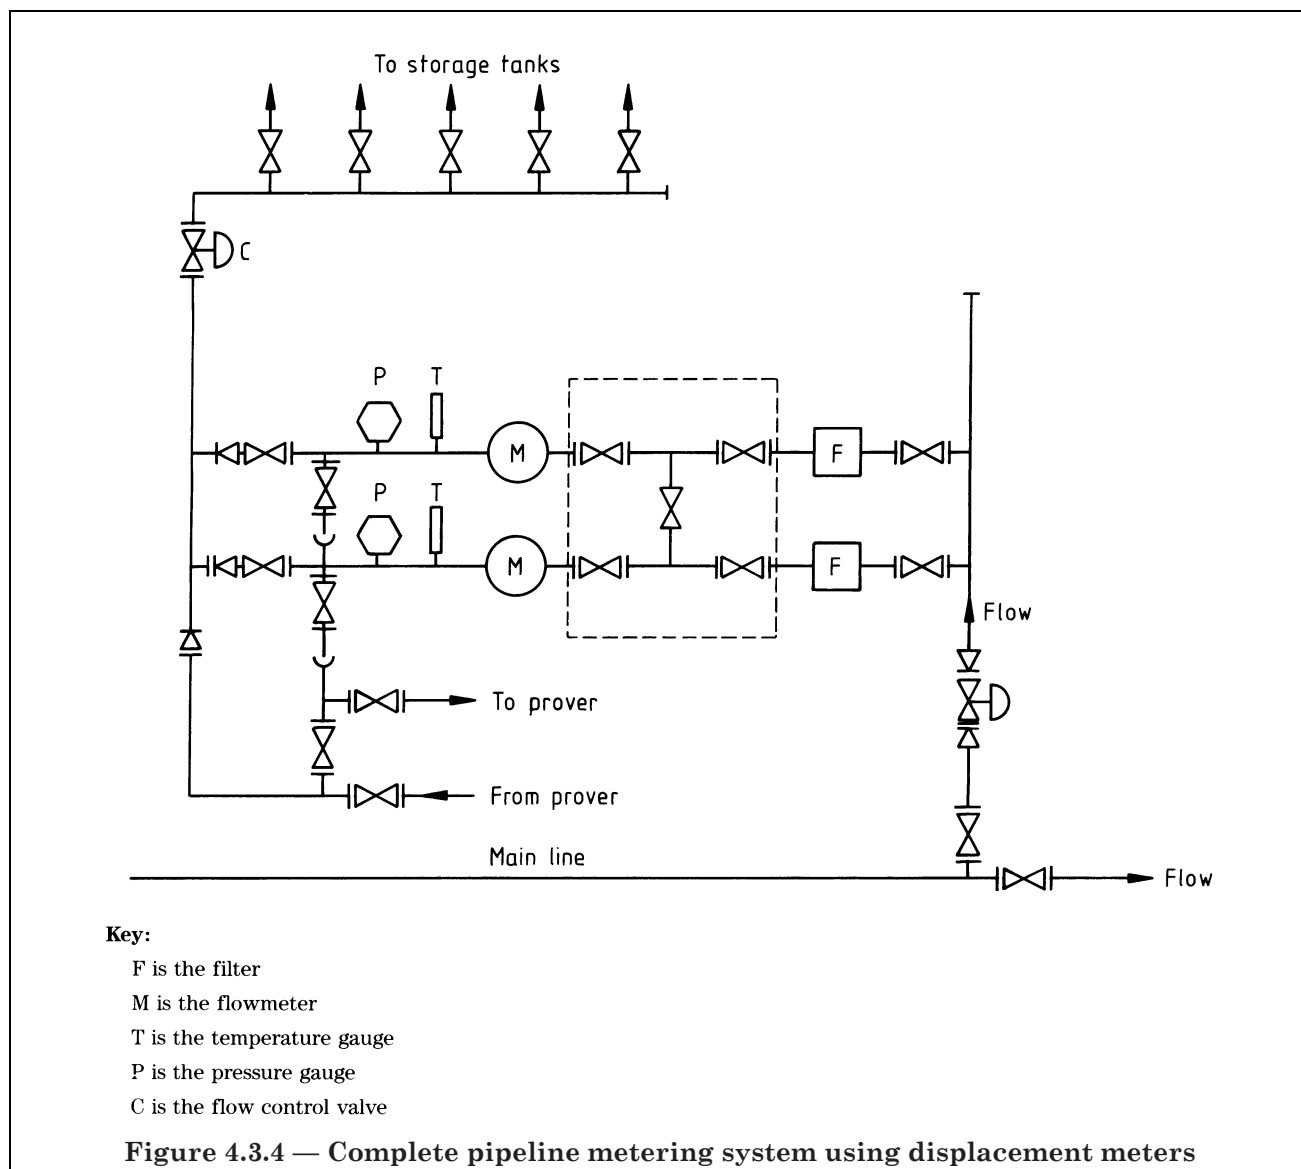 To storage tanks
C
P T
M F
P T
M F
Flow
To prover
From prover
Main line
Flow
Key:
F is the filter
M is the flowmeter
T is the temperature gauge
P is the pressure gauge
C is the flow control valve
Figure 4.3.4 — Complete pipeline metering system using displacement meters